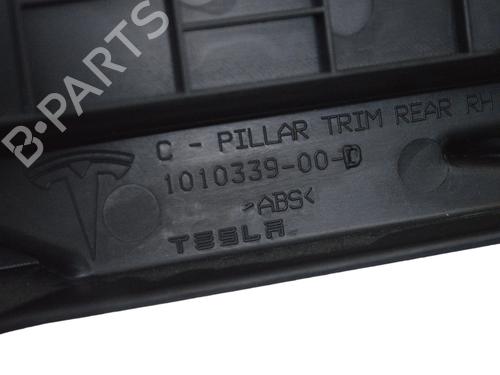 B-PARTS
C - PILLAR TRIM REAR RH
1010339-00-D
>ABS<
TESLA